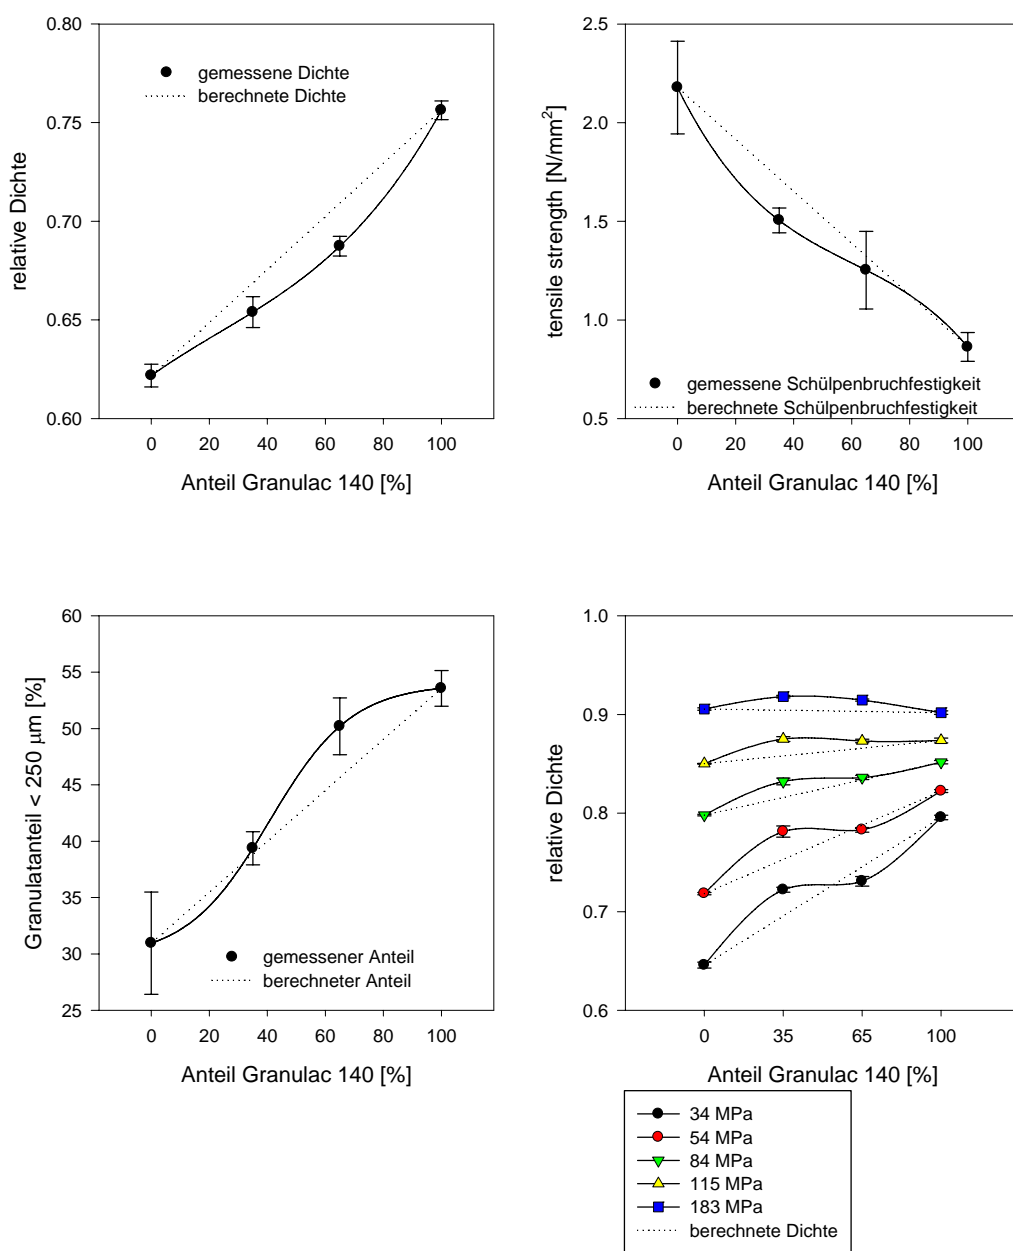 0.80
0.75
0.70
0.65
0.60
relative Dichte
gemessene Dichte
berechnete Dichte
0 20 40 60 80 100
Anteil Granulac 140 [%]
2.5
2.0
1.5
1.0
0.5
tensile strength [N/mm²]
gemessene Schülpenbruchfestigkeit
berechnete Schülpenbruchfestigkeit
0 20 40 60 80 100
Anteil Granulac 140 [%]
60
55
50
45
40
35
30
25
Granulatanteil < 250 µm [%]
gemessener Anteil
berechneter Anteil
0 20 40 60 80 100
Anteil Granulac 140 [%]
1.0
0.9
0.8
0.7
0.6
relative Dichte
0 35 65 100
Anteil Granulac 140 [%]
34 MPa
54 MPa
84 MPa
115 MPa
183 MPa
berechnete Dichte